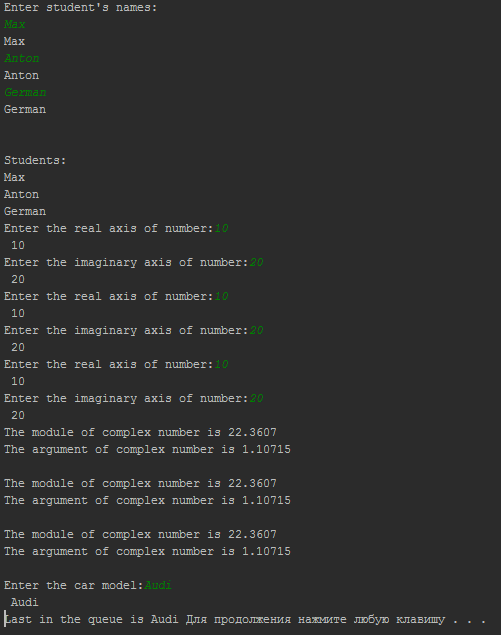 Enter student's names:
Max
Max
Anton
Anton
German
German
Students:
Max
Anton
German
Enter the real axis of number:10
10
Enter the imaginary axis of number:20
20
Enter the real axis of number:10
10
Enter the imaginary axis of number:20
20
Enter the real axis of number:10
10
Enter the imaginary axis of number:20
20
The module of complex number is 22.3607
The argument of complex number is 1.10715
The module of complex number is 22.3607
The argument of complex number is 1.10715
The module of complex number is 22.3607
The argument of complex number is 1.10715
Enter the car model:Audi
Audi
Last in the queue is Audi Для продолжения нажмите любую клавишу . . .